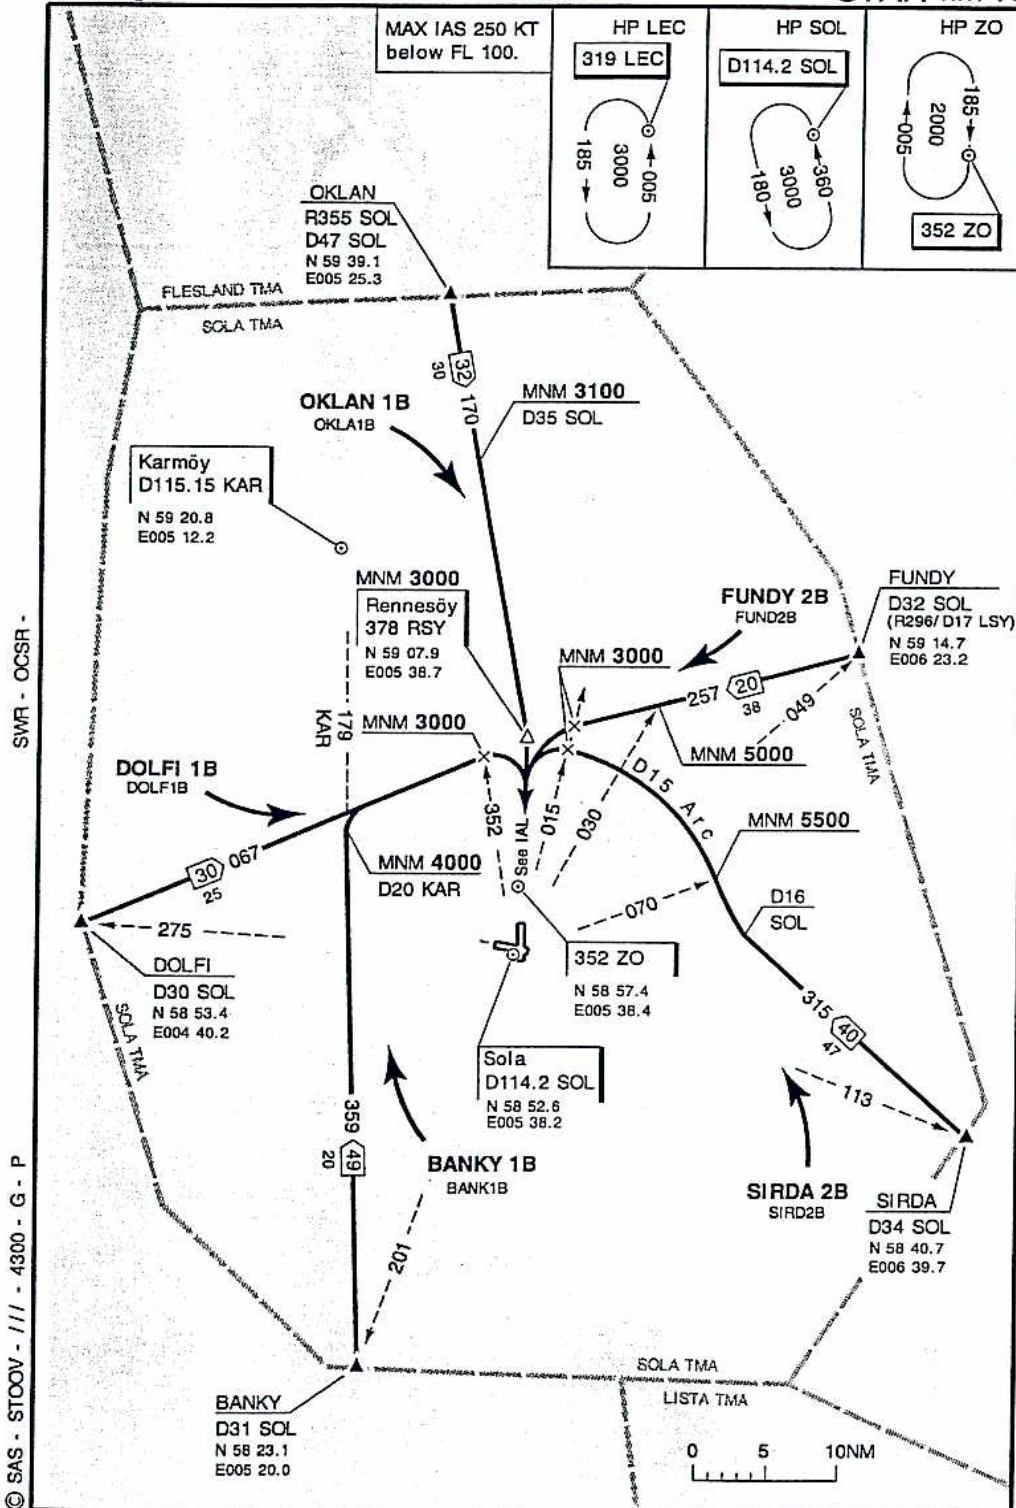 MAX IAS 250 KT
below FL 100.
HP LEC
319 LEC
3000
185
005
HP SOL
D114.2 SOL
3000
180
360
HP ZO
185
2000
005
352 ZO
OKLAN
R355 SOL
D47 SOL
N 59 39.1
E005 25.3
FLESLAND TMA
SOLA TMA
32
30
170
MNM 3100
D35 SOL
OKLAN 1B
OKLA1B
Karmöy
D115.15 KAR
N 59 20.8
E005 12.2
MNM 3000
Rennesöy
378 RSY
N 59 07.9
E005 38.7
FUNDY 2B
FUND2B
FUNDY
D32 SOL
(R296/D17 LSY)
N 59 14.7
E006 23.2
MNM 3000
257
20
38
049
SOLA TMA
MNM 5000
179
KAR
MNM 3000
D15 Arc
DOLFI 1B
DOLF1B
067
30
25
352
See IAL
015
030
MNM 5500
MNM 4000
D20 KAR
070
D16
SOL
275
DOLFI
D30 SOL
N 58 53.4
E004 40.2
SOLA TMA
352 ZO
N 58 57.4
E005 38.4
315
40
47
Sola
D114.2 SOL
N 58 52.6
E005 38.2
113
359
49
20
BANKY 1B
BANK1B
201
SIRDA 2B
SIRD2B
SIRDA
D34 SOL
N 58 40.7
E006 39.7
SOLA TMA
LISTA TMA
BANKY
D31 SOL
N 58 23.1
E005 20.0
0 5 10NM
SWR - OCSR -
© SAS - STOOV - /// - 4300 - G - P